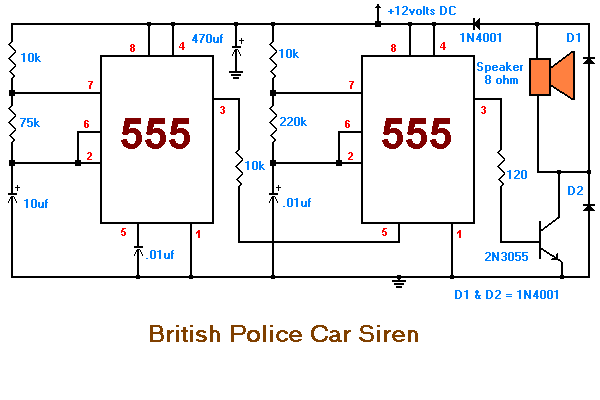 +12volts DC
470uf
1N4001
D1
8
4
8
4
10k
10k
Speaker
8 ohm
7
7
3
3
75k
6
555
220k
6
555
2
10k
2
120
10uf
.01uf
D2
5
1
5
1
.01uf
2N3055
D1 & D2 = 1N4001
British Police Car Siren